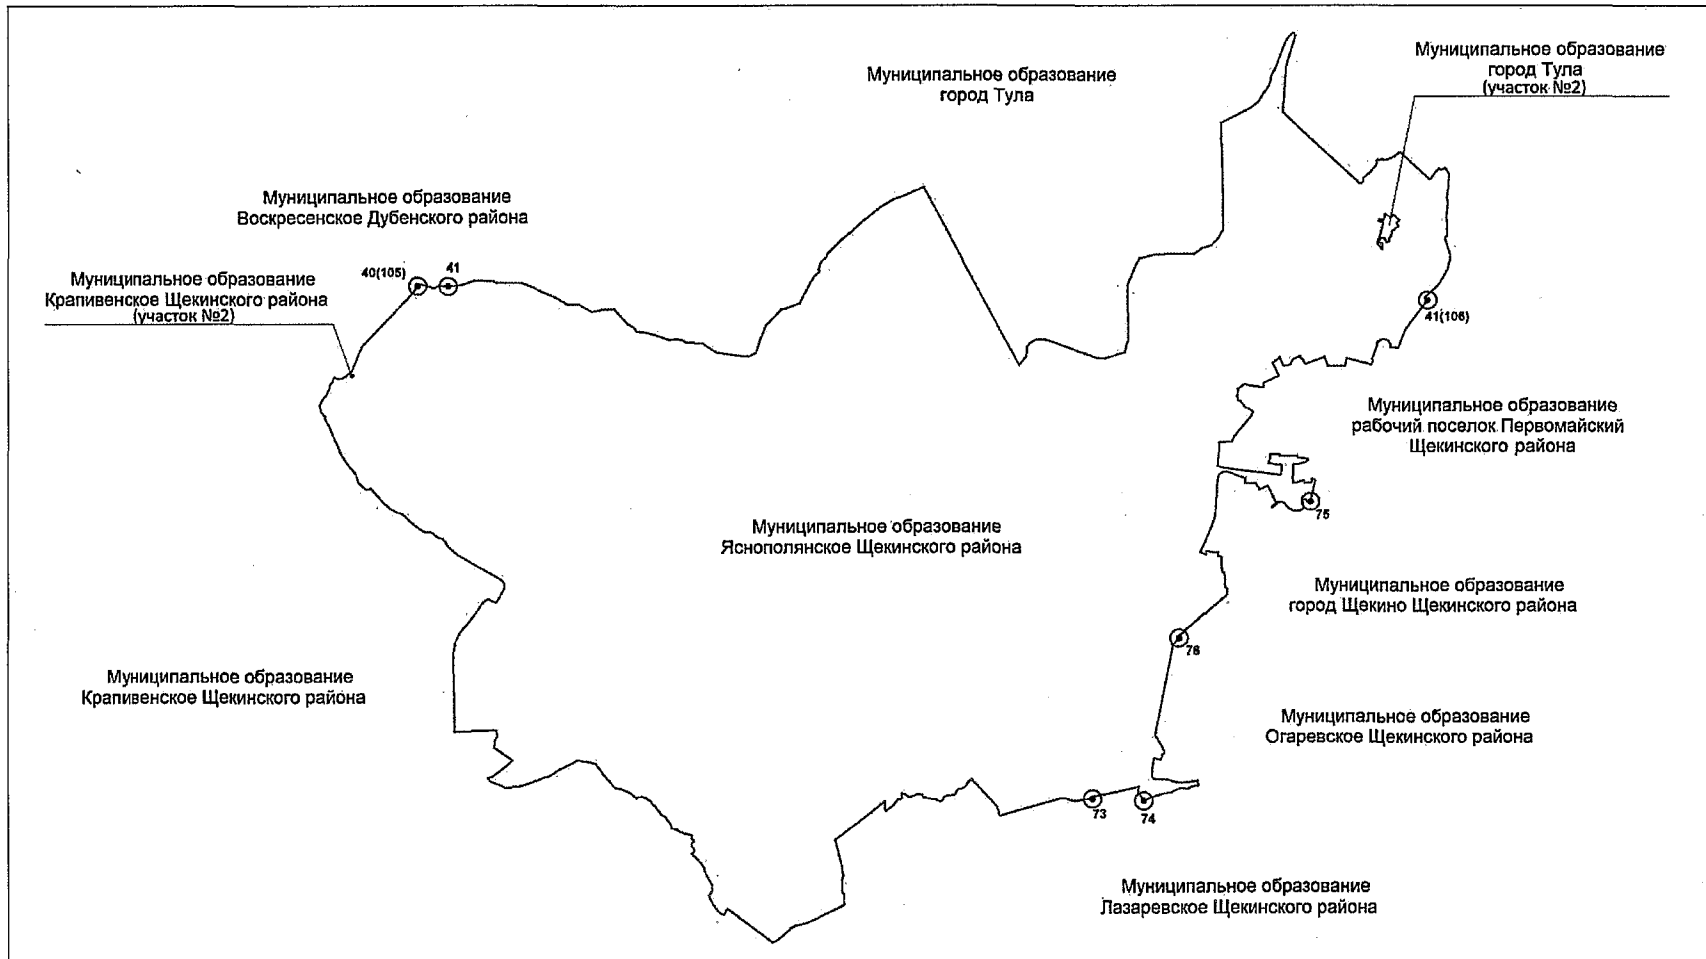 Муниципальное образование
город Тула
Муниципальное образование
город Тула
(участок №2)
Муниципальное образование
Воскресенское Дубенского района
40(105)
41
Муниципальное образование
Крапивенское Щекинского района
(участок №2)
41(106)
Муниципальное образование
рабочий поселок Первомайский
Щекинского района
75
Муниципальное образование
Яснополянское Щекинского района
Муниципальное образование
город Щекино Щекинского района
76
Муниципальное образование
Крапивенское Щекинского района
Муниципальное образование
Огаревское Щекинского района
73
74
Муниципальное образование
Лазаревское Щекинского района